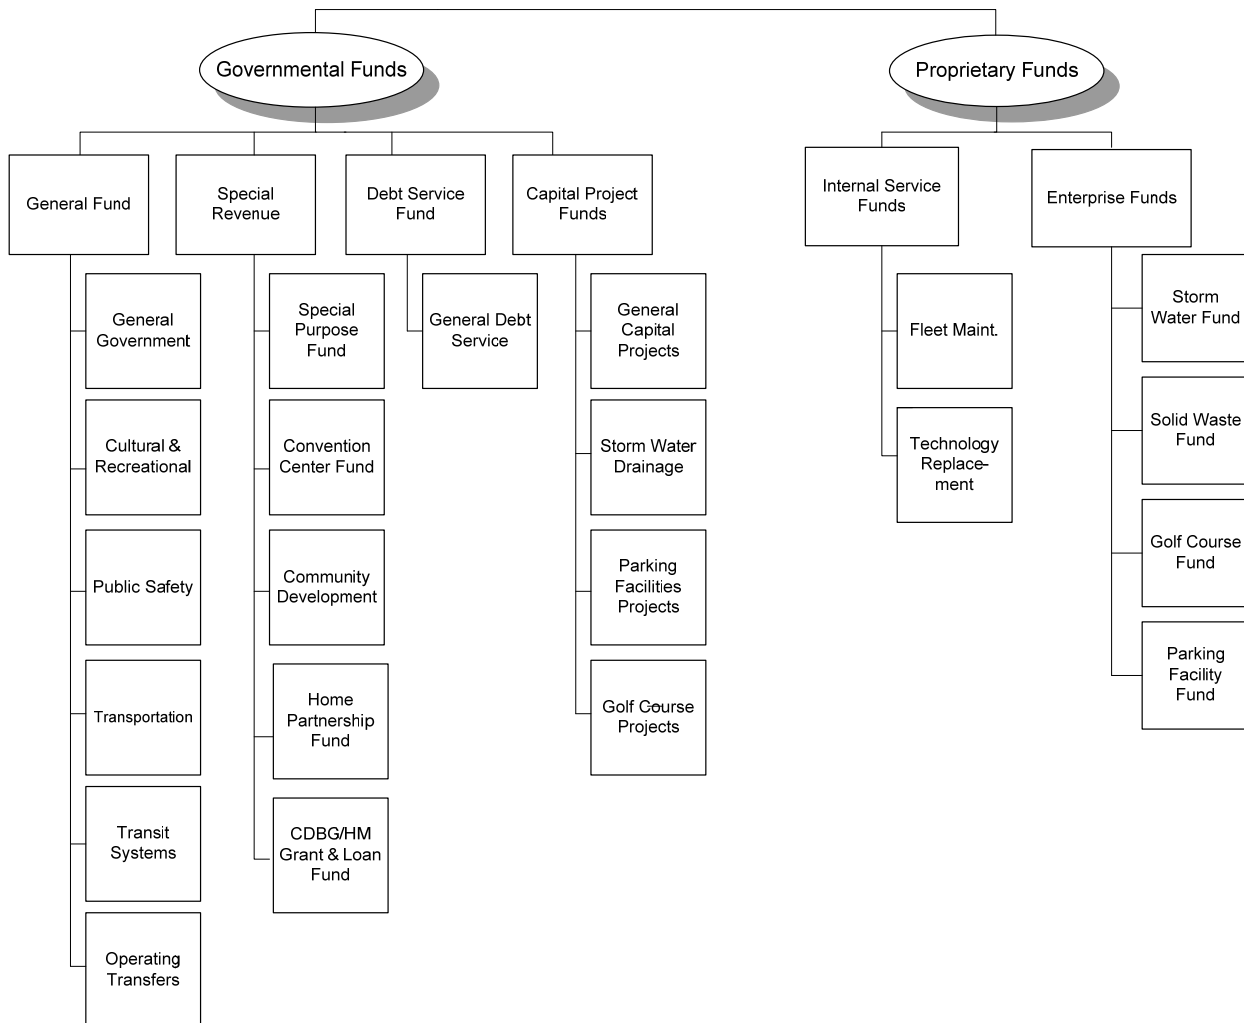 Governmental Funds
Proprietary Funds
General Fund
Special
Revenue
Debt Service
Fund
Capital Project
Funds
Internal Service
Funds
Enterprise Funds
General
Government
Cultural &
Recreational
Public Safety
Transportation
Transit
Systems
Operating
Transfers
Special
Purpose
Fund
Convention
Center Fund
Community
Development
Home
Partnership
Fund
CDBG/HM
Grant & Loan
Fund
General Debt
Service
General
Capital
Projects
Storm Water
Drainage
Parking
Facilities
Projects
Golf Course
Projects
Fleet Maint.
Technology
Replace-
ment
Storm
Water Fund
Solid Waste
Fund
Golf Course
Fund
Parking
Facility
Fund